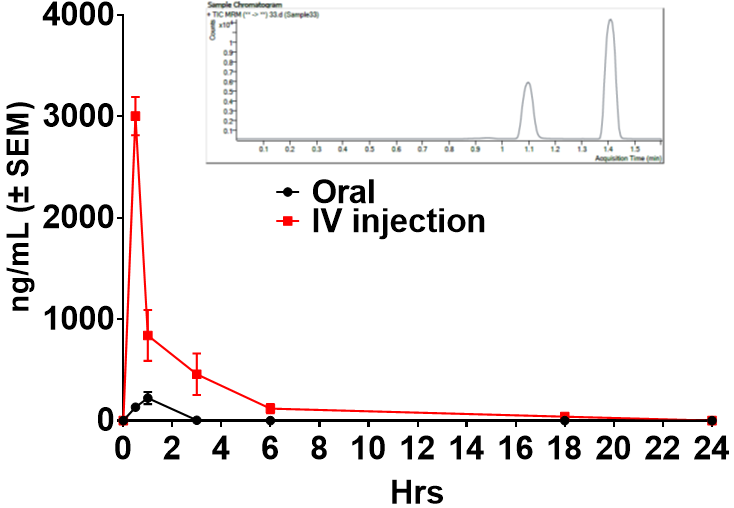 Sample Chromatogram
+ TIC MRM (** -> **) 33.d (Sample33)
Counts
x10⁴
1
0.9
0.8
0.7
0.6
0.5
0.4
0.3
0.2
0.1
0.1 0.2 0.3 0.4 0.5 0.6 0.7 0.8 0.9 1 1.1 1.2 1.3 1.4 1.5
Acquisition Time (min)
Oral
IV injection
ng/mL (± SEM)
4000
3000
2000
1000
0
0 2 4 6 8 10 12 14 16 18 20 22 24
Hrs